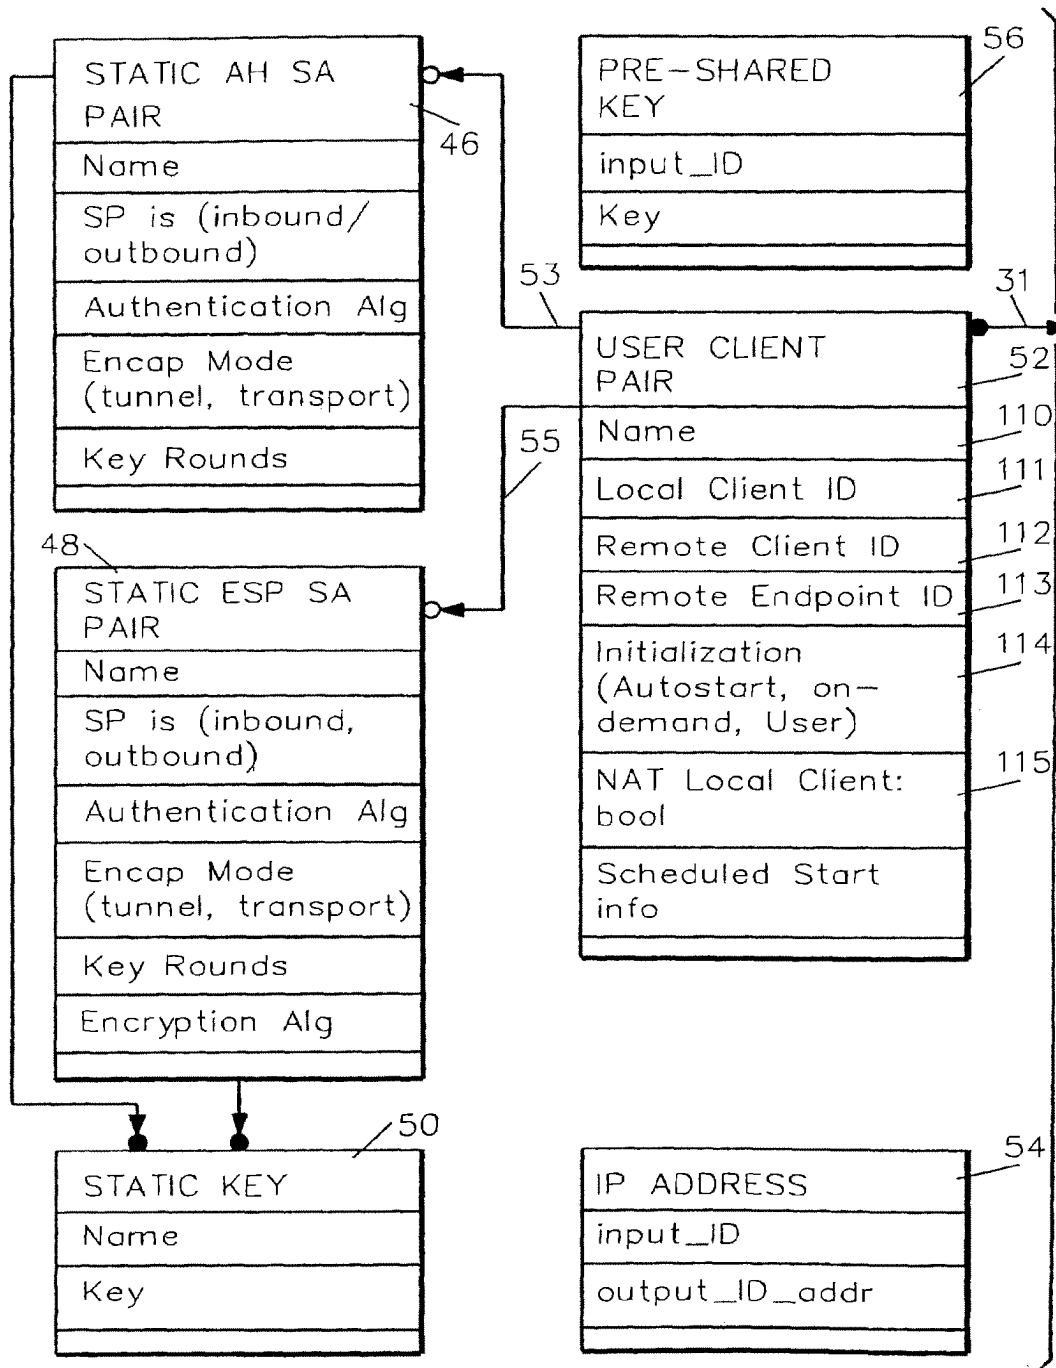 STATIC AH SA
PAIR
46
Name
SP is (inbound/
outbound)
Authentication Alg
Encap Mode
(tunnel, transport)
Key Rounds
48
STATIC ESP SA
PAIR
Name
SP is (inbound,
outbound)
Authentication Alg
Encap Mode
(tunnel, transport)
Key Rounds
Encryption Alg
50
STATIC KEY
Name
Key
56
PRE-SHARED
KEY
input_ID
Key
53
31
55
USER CLIENT
PAIR
52
Name
110
Local Client ID
111
Remote Client ID
112
Remote Endpoint ID
113
Initialization
(Autostart, on-
demand, User)
114
NAT Local Client:
bool
115
Scheduled Start
info
54
IP ADDRESS
input_ID
output_ID_addr